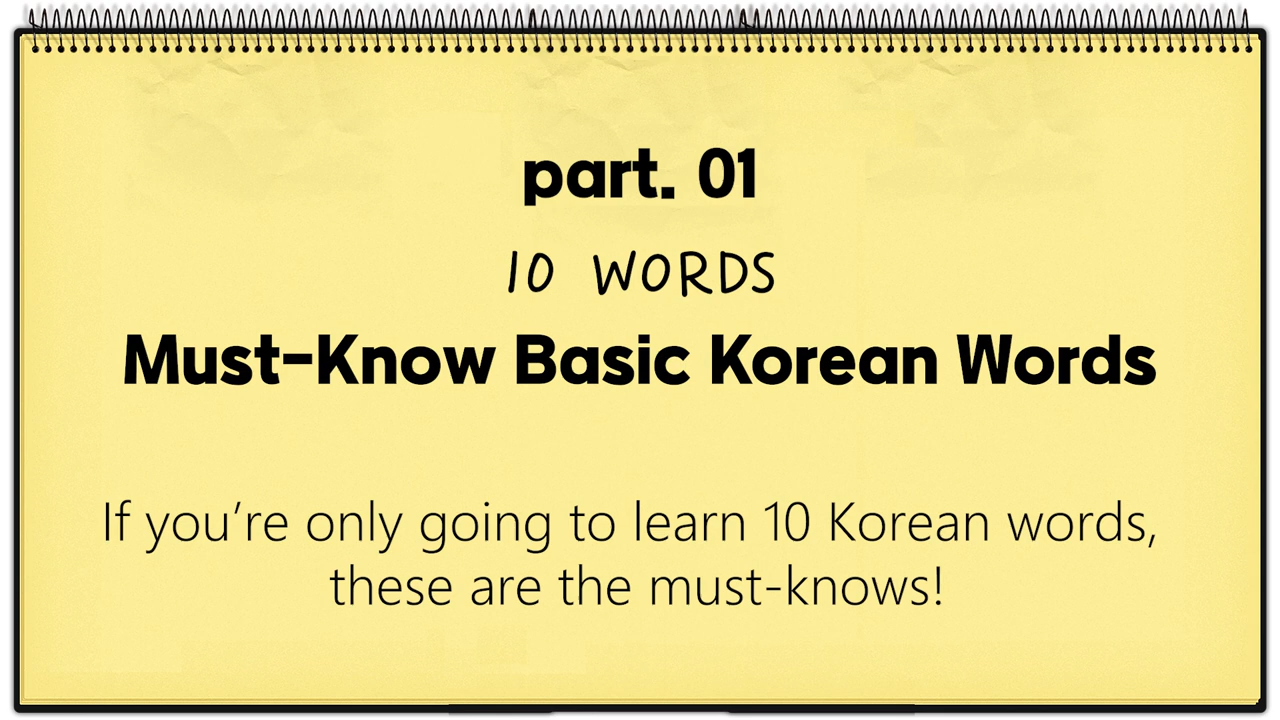 part. 01
10 WORDS
Must-Know Basic Korean Words
If you’re only going to learn 10 Korean words,
these are the must-knows!